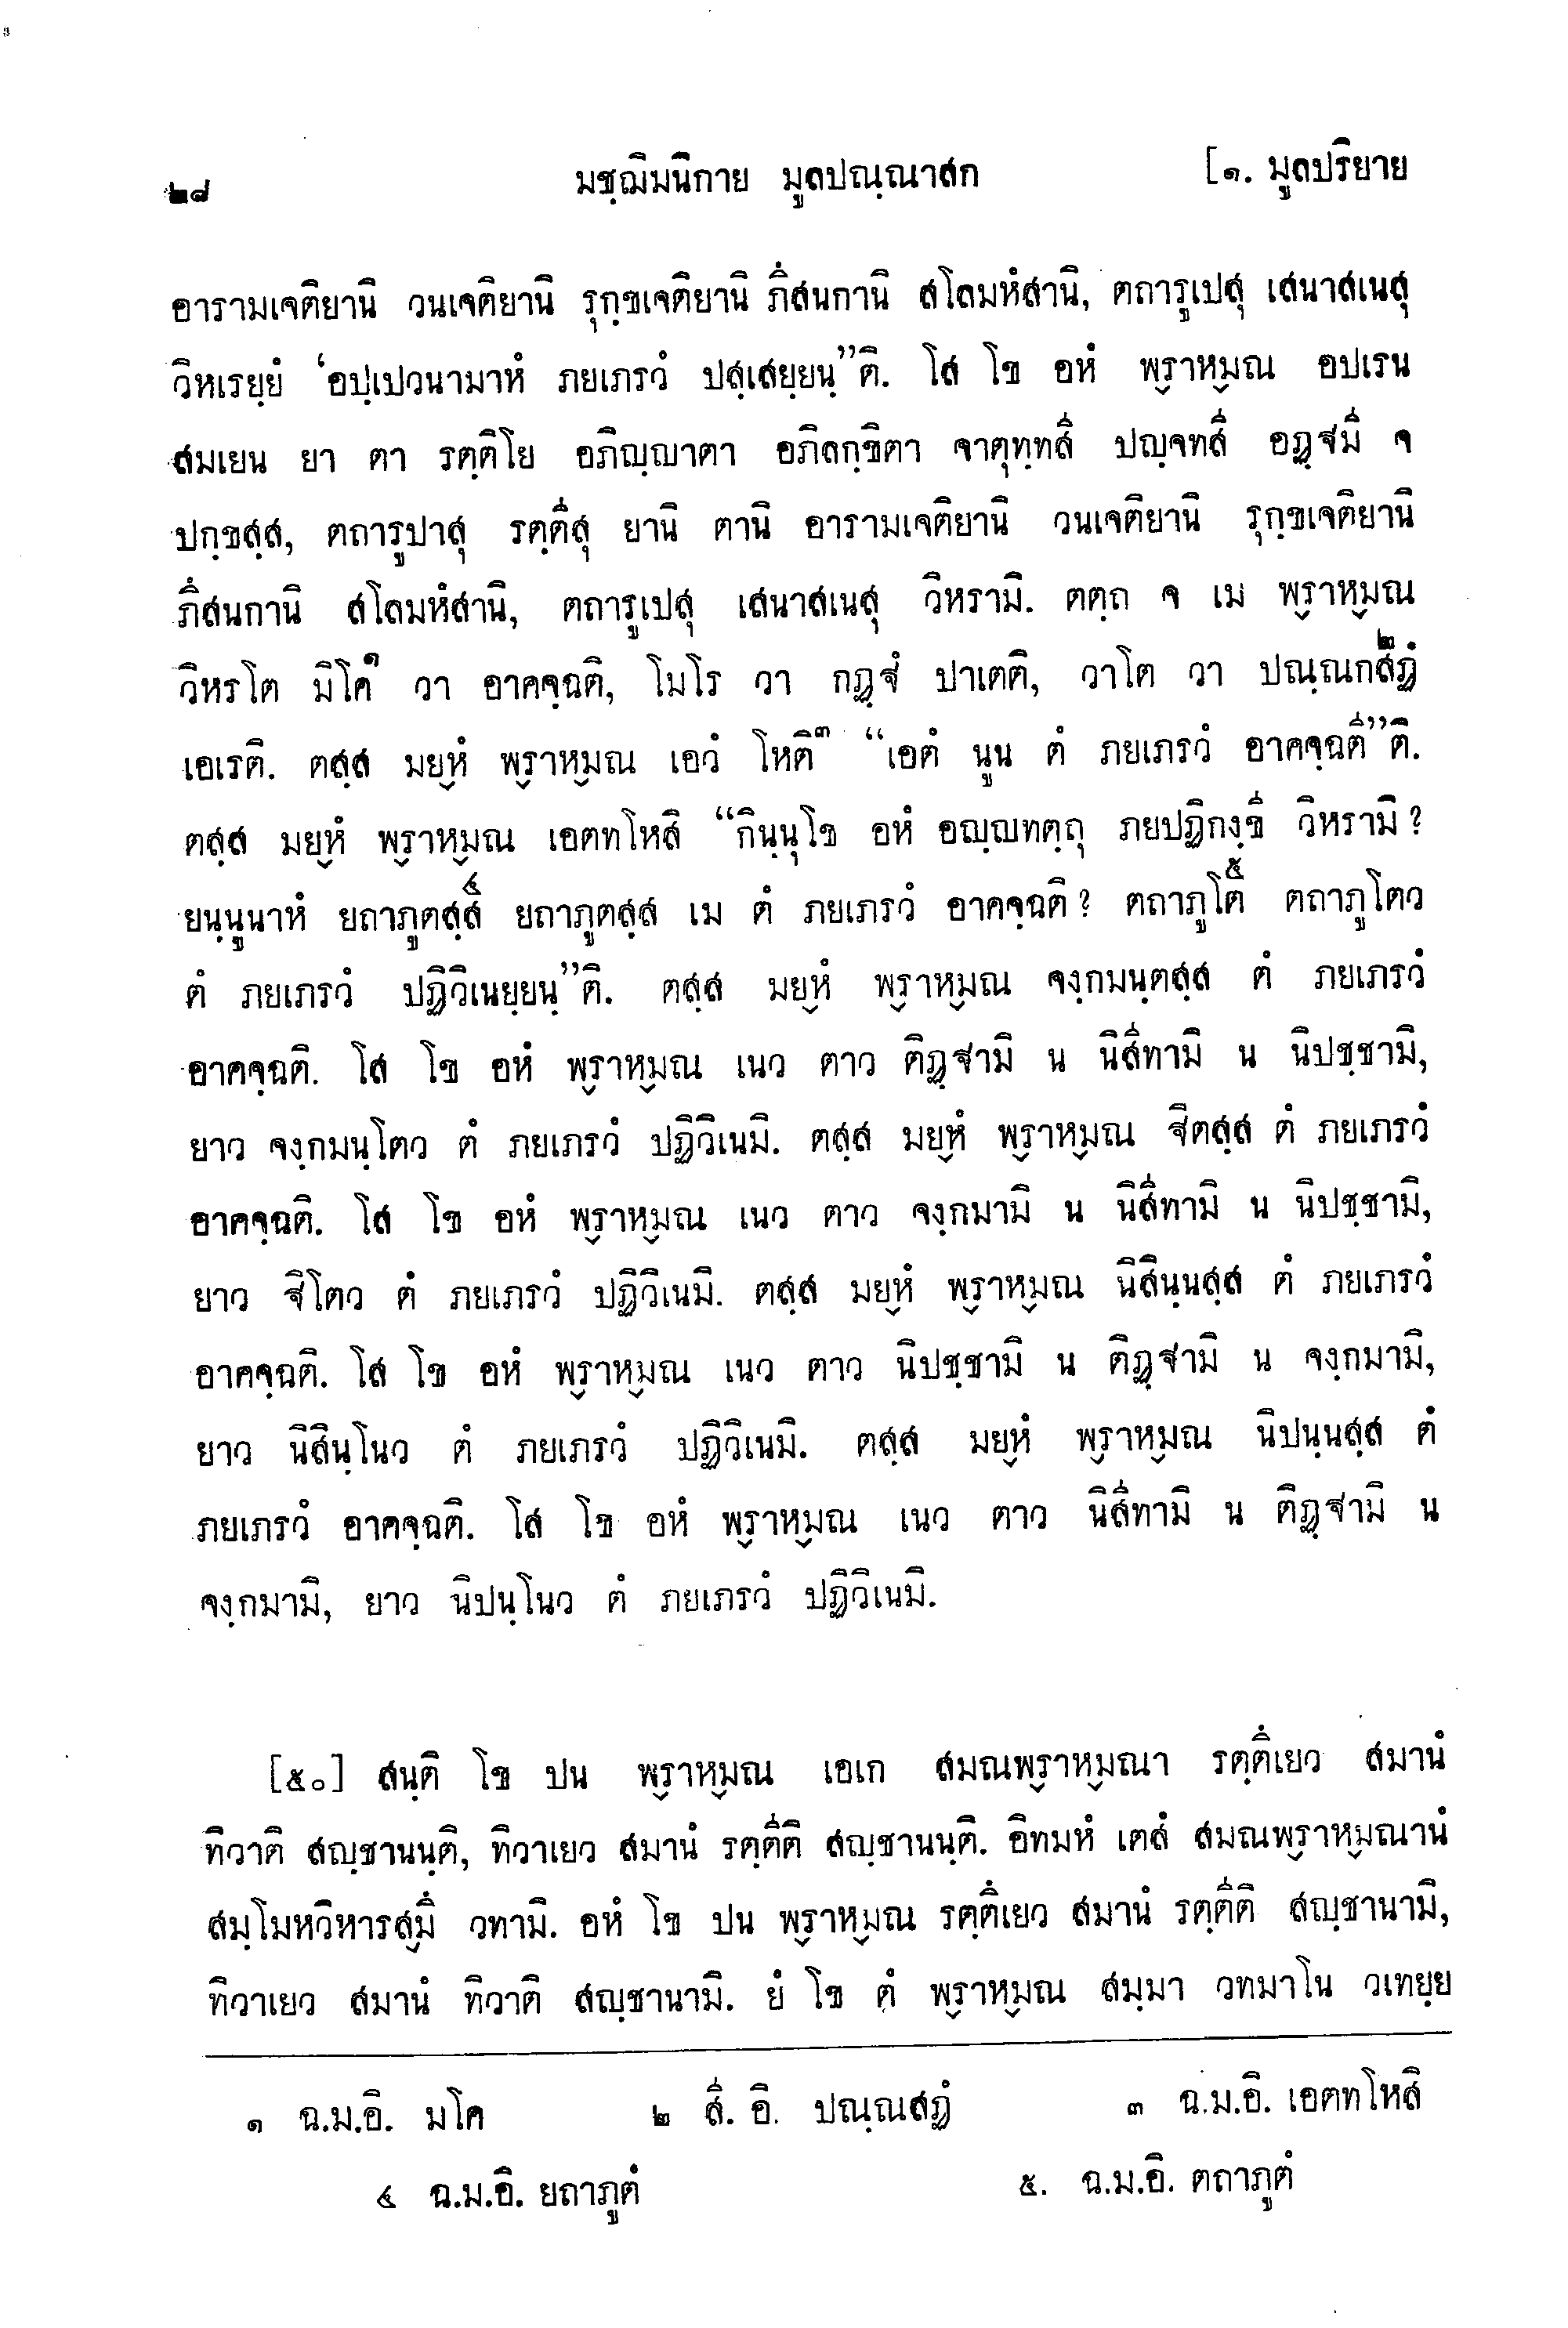 ๒๘ มชฺฌิมนิกาย มูลปณฺณาสก [๑. มูลปริยาย
อารามเจติยานิ วนเจติยานิ รุกฺขเจติยานิ ภึสนกานิ สโลมหํสานิ, ตถารูเปสุ เสนาสเนสุ
วิหเรยฺยํ ‘อปฺเปวนามาหํ ภยเภรวํ ปสฺเสยฺยนฺ”ติ. โส โข อหํ พฺราหฺมณ อปเรน
สมเยน ยา ตา รตฺติโย อภิญฺญาตา อภิลกฺขิตา จาตุทฺทสี ปญฺจทสี อฏฺฐมี จ
ปกฺขสฺส, ตถารูปาสุ รตฺตีสุ ยานิ ตานิ อารามเจติยานิ วนเจติยานิ รุกฺขเจติยานิ
ภึสนกานิ สโลมหํสานิ, ตถารูเปสุ เสนาสเนสุ วิหรามิ. ตตฺถ จ เม พฺราหฺมณ
วิหรโต มิโค๑ วา อาคจฺฉติ, โมโร วา กฏฺฐํ ปาเตติ, วาโต วา ปณฺณกสฏํ๒
เอเรติ. ตสฺส มยฺหํ พฺราหฺมณ เอวํ โหติ๓ “เอตํ นูน ตํ ภยเภรวํ อาคจฺฉตี”ติ.
ตสฺส มยฺหํ พฺราหฺมณ เอตทโหสิ “กินฺนุโข อหํ อญฺญทตฺถุ ภยปฏิกงฺขี วิหรามิ?
ยนฺนูนาหํ ยถาภูตสฺส๔ ยถาภูตสฺส เม ตํ ภยเภรวํ อาคจฺฉติ? ตถาภูโต๕ ตถาภูโตว
ตํ ภยเภรวํ ปฏิวิเนยฺยนฺ”ติ. ตสฺส มยฺหํ พฺราหฺมณ จงฺกมนฺตสฺส ตํ ภยเภรวํ
อาคจฺฉติ. โส โข อหํ พฺราหฺมณ เนว ตาว ติฏฺฐามิ น นิสีทามิ น นิปชฺชามิ,
ยาว จงฺกมนฺโตว ตํ ภยเภรวํ ปฏิวิเนมิ. ตสฺส มยฺหํ พฺราหฺมณ ฐิตสฺส ตํ ภยเภรวํ
อาคจฺฉติ. โส โข อหํ พฺราหฺมณ เนว ตาว จงฺกมามิ น นิสีทามิ น นิปชฺชามิ,
ยาว ฐิโตว ตํ ภยเภรวํ ปฏิวิเนมิ. ตสฺส มยฺหํ พฺราหฺมณ นิสินฺนสฺส ตํ ภยเภรวํ
อาคจฺฉติ. โส โข อหํ พฺราหฺมณ เนว ตาว นิปชฺชามิ น ติฏฺฐามิ น จงฺกมามิ,
ยาว นิสินฺโนว ตํ ภยเภรวํ ปฏิวิเนมิ. ตสฺส มยฺหํ พฺราหฺมณ นิปนฺนสฺส ตํ
ภยเภรวํ อาคจฺฉติ. โส โข อหํ พฺราหฺมณ เนว ตาว นิสีทามิ น ติฏฺฐามิ น
จงฺกมามิ, ยาว นิปนฺโนว ตํ ภยเภรวํ ปฏิวิเนมิ.
[๕๐] สนฺติ โข ปน พฺราหฺมณ เอเก สมณพฺราหฺมณา รตฺตึเยว สมานํ
ทิวาติ สญฺชานนฺติ, ทิวาเยว สมานํ รตฺตีติ สญฺชานนฺติ. อิทมหํ เตสํ สมณพฺราหฺมณานํ
สมฺโมหวิหารสฺมึ วทามิ. อหํ โข ปน พฺราหฺมณ รตฺตึเยว สมานํ รตฺตีติ สญฺชานามิ,
ทิวาเยว สมานํ ทิวาติ สญฺชานามิ. ยํ โข ตํ พฺราหฺมณ สมฺมา วทมาโน วเทยฺย
๑ ฉ.ม.อิ. มโค ๒ สี. อิ. ปณฺณสฏํ ๓ ฉ.ม.อิ. เอตทโหสิ
๔ ฉ.ม.อิ. ยถาภูตํ ๕. ฉ.ม.อิ. ตถาภูตํ